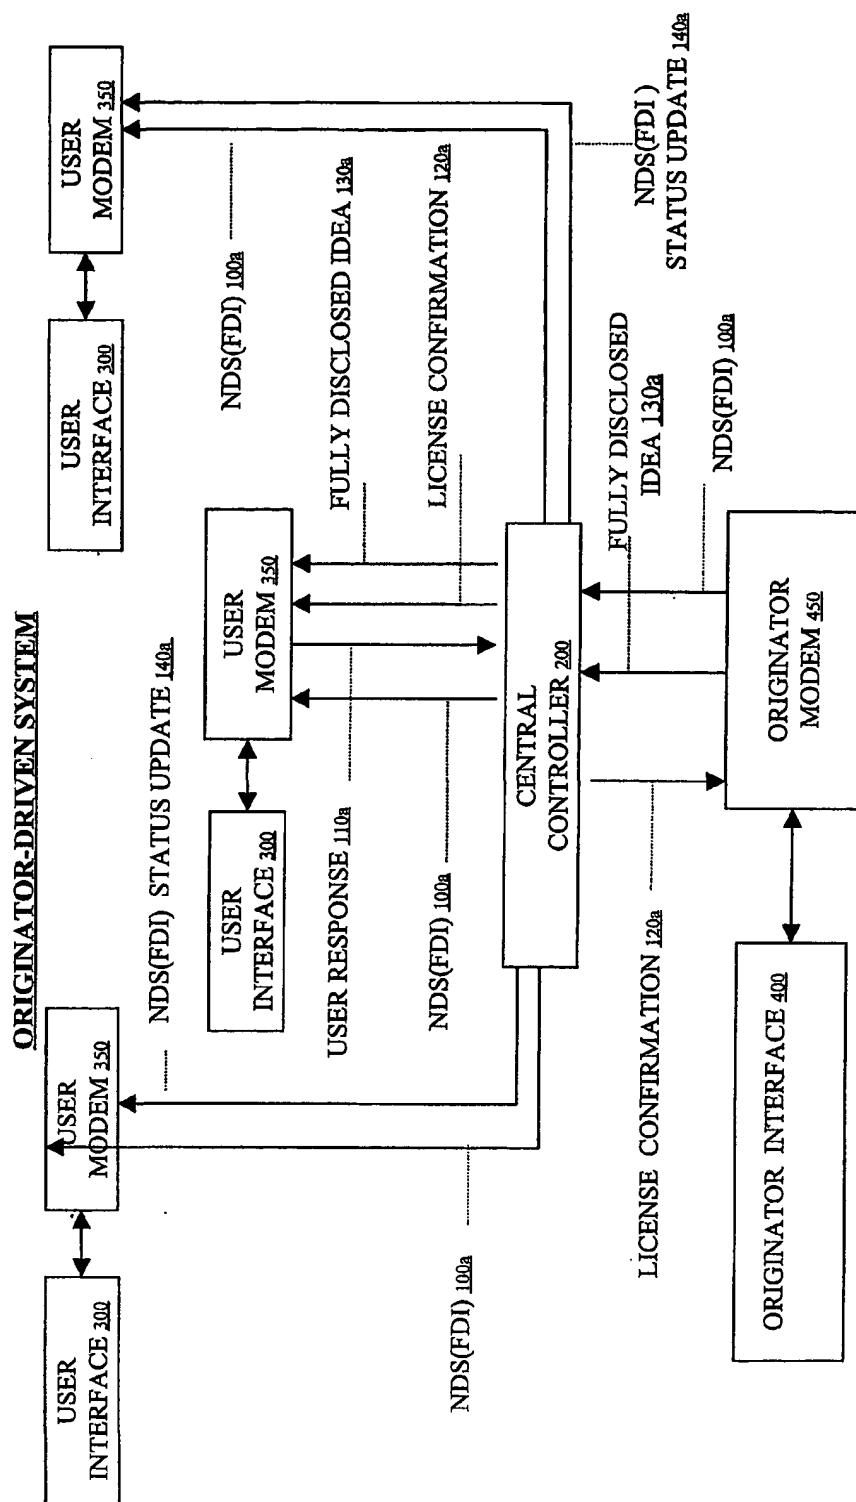 ORIGINATOR-DRIVEN SYSTEM
USER
INTERFACE 300
USER
MODEM 350
NDS(FDI) STATUS UPDATE 140a
NDS(FDI) 100a
USER
INTERFACE 300
USER
MODEM 350
USER RESPONSE 110a
NDS(FDI) 100a
FULLY DISCLOSED IDEA 130a
LICENSE CONFIRMATION 120a
USER
INTERFACE 300
USER
MODEM 350
NDS(FDI) 100a
NDS(FDI )
STATUS UPDATE 140a
CENTRAL
CONTROLLER 200
LICENSE CONFIRMATION 120a
FULLY DISCLOSED
IDEA 130a
NDS(FDI) 100a
ORIGINATOR INTERFACE 400
ORIGINATOR
MODEM 450